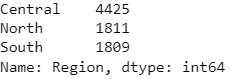 Central    4425
North      1811
South      1809
Name: Region, dtype: int64